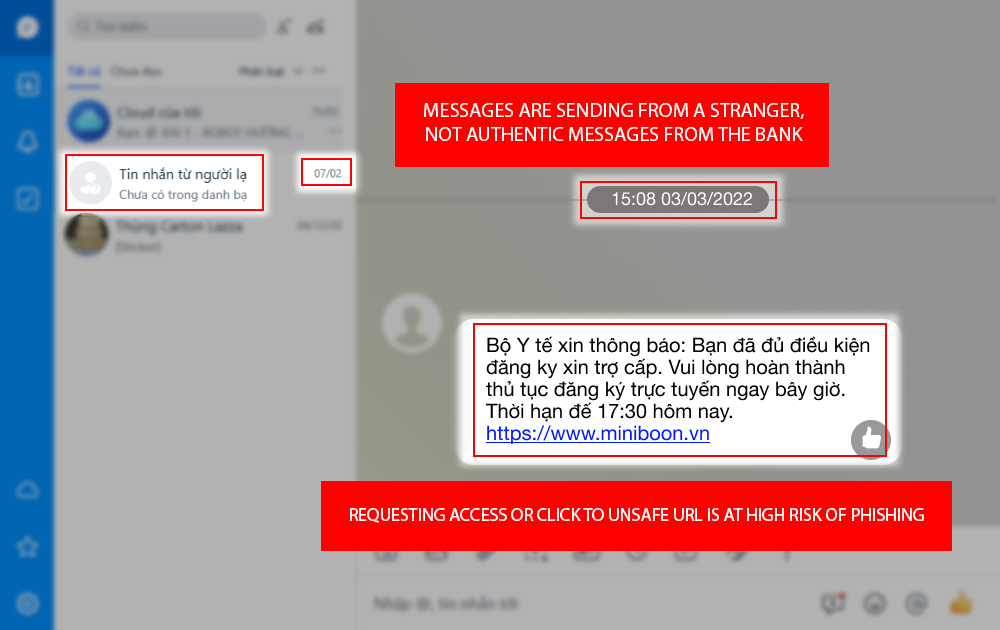 Tìm kiếm
Tất cả Chưa đọc Phân loại
Cloud của tôi 15/02
Tin nhắn từ người lạ 07/02
Chưa có trong danh bạ
Thùng Carton Lazza
[Sticker]
MESSAGES ARE SENDING FROM A STRANGER,
NOT AUTHENTIC MESSAGES FROM THE BANK
15:08 03/03/2022
Bộ Y tế xin thông báo: Bạn đã đủ điều kiện
đăng ky xin trợ cấp. Vui lòng hoàn thành
thủ tục đăng ký trực tuyến ngay bây giờ.
Thời hạn đế 17:30 hôm nay.
https://www.miniboon.vn
REQUESTING ACCESS OR CLICK TO UNSAFE URL IS AT HIGH RISK OF PHISHING
Nhập @, tin nhắn tới